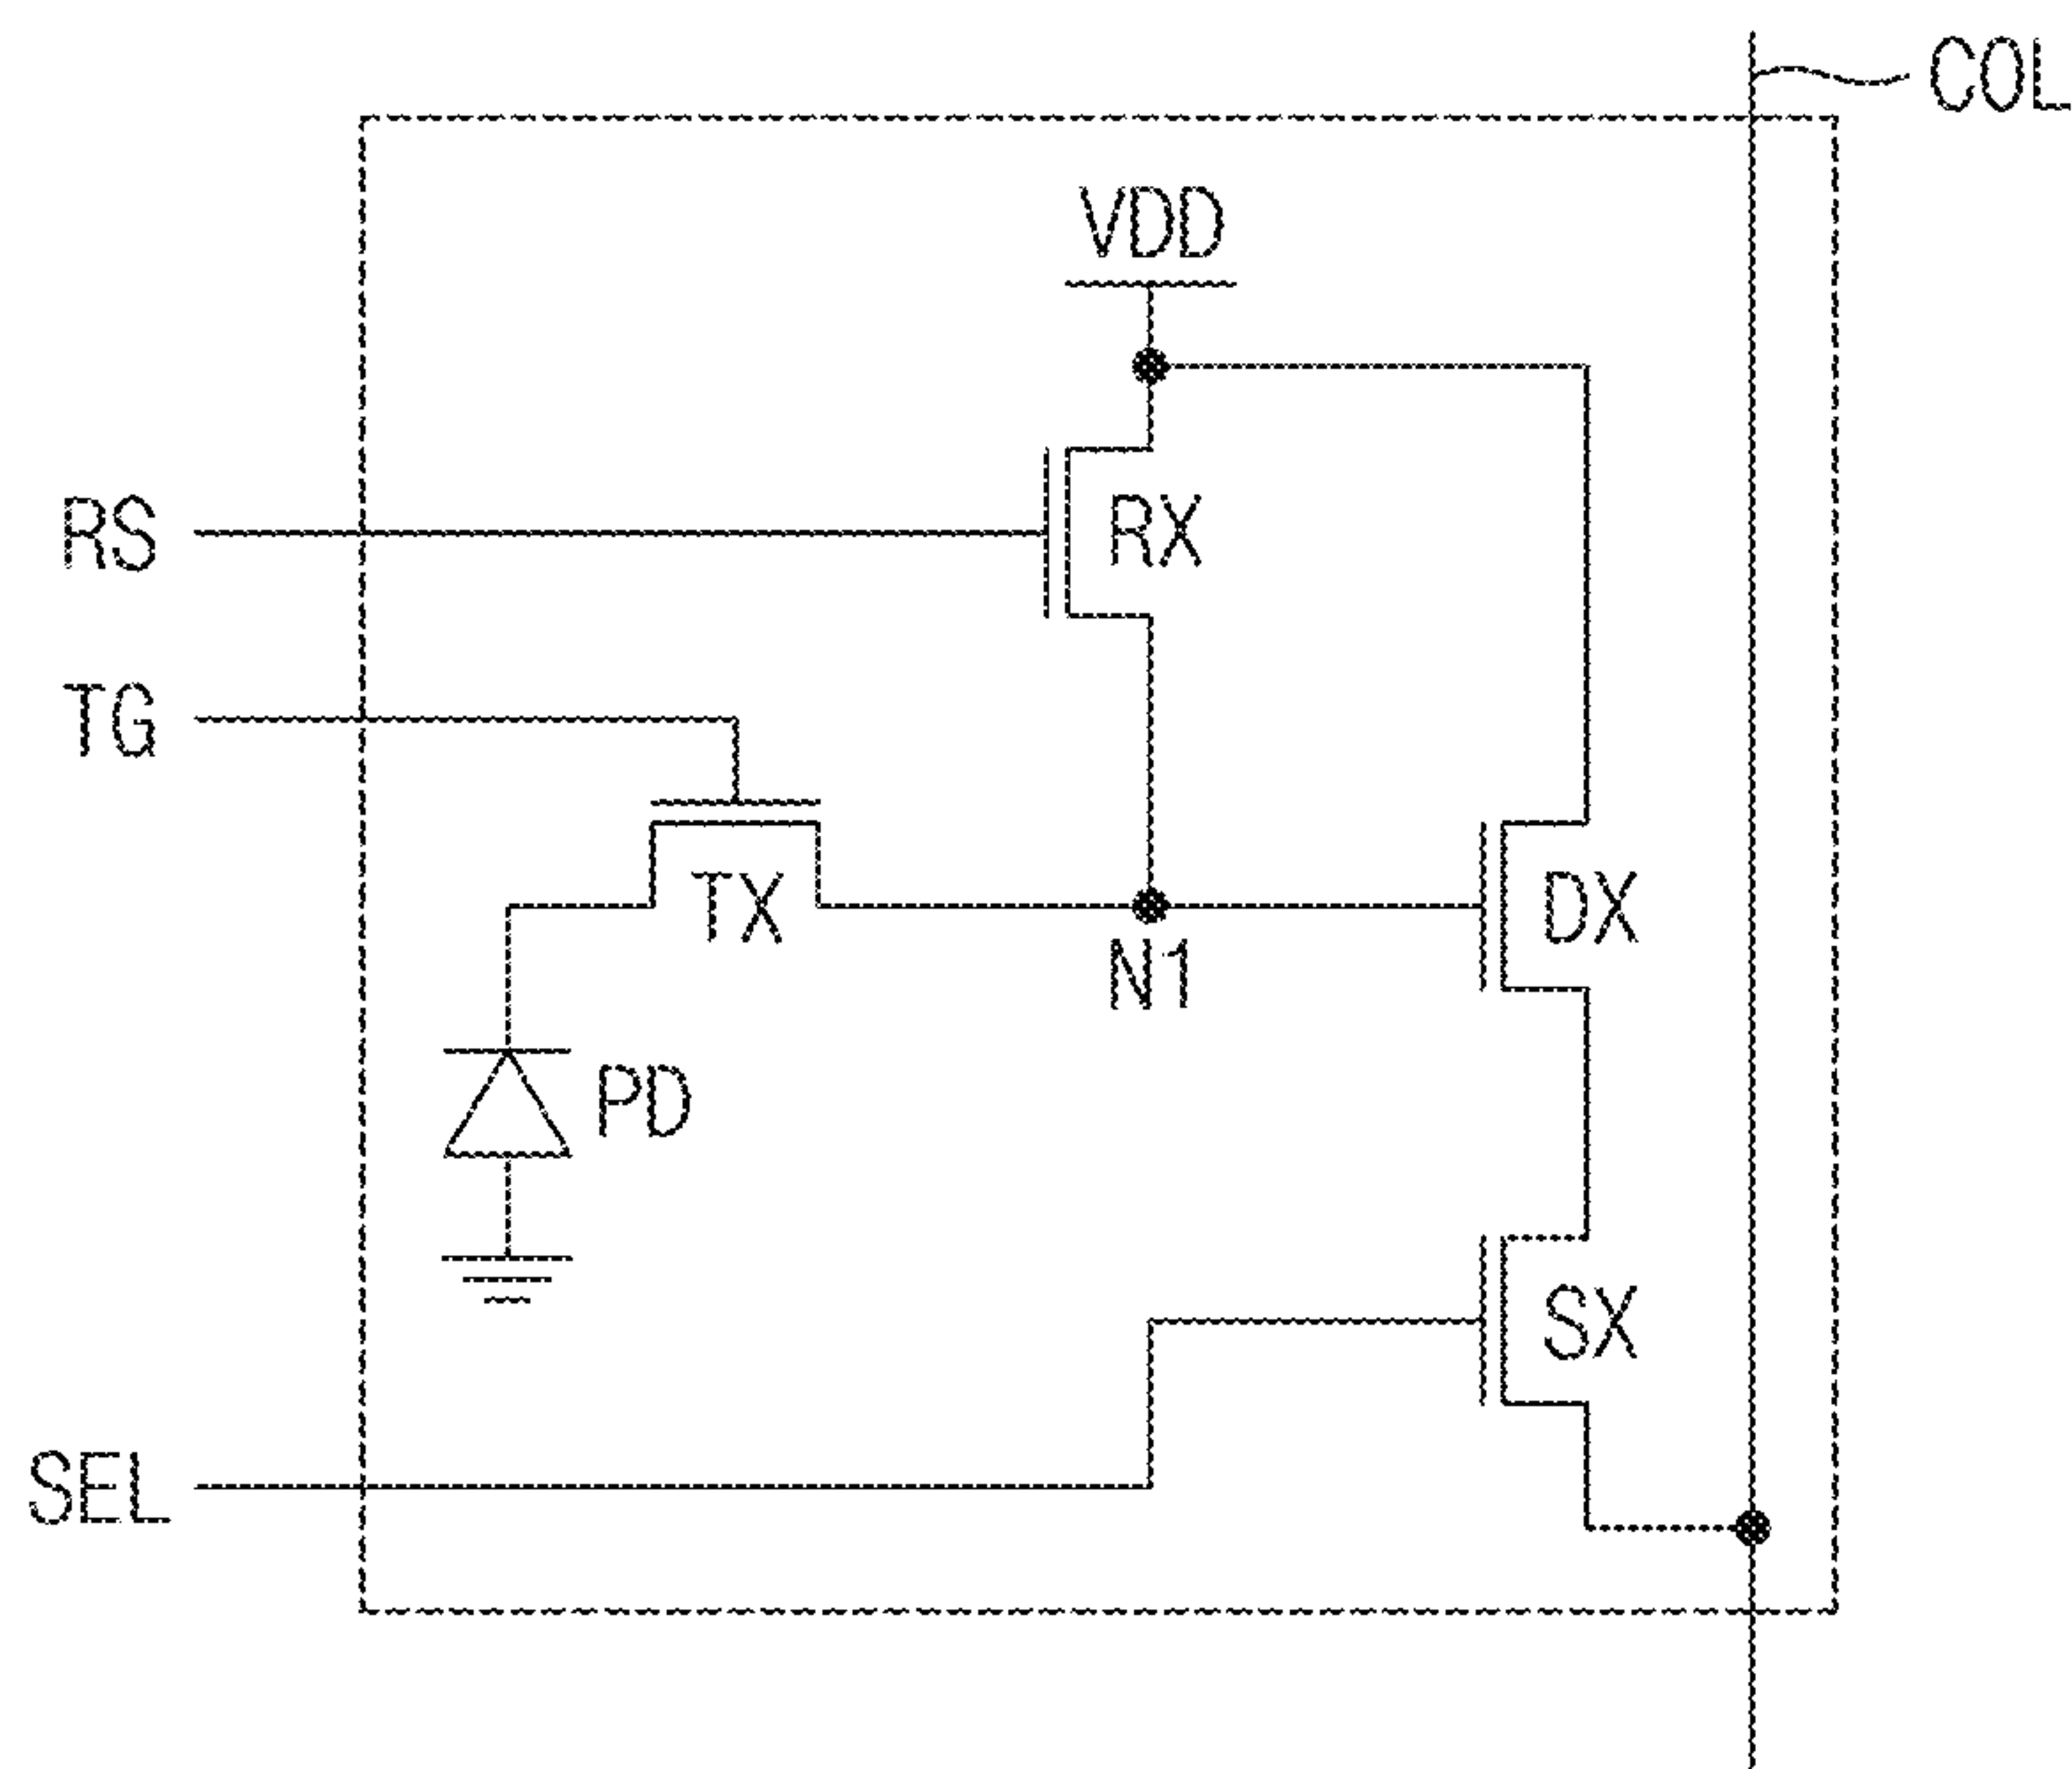 COL
VDD
RS
RX
TG
TX
DX
N1
PD
SX
SEL